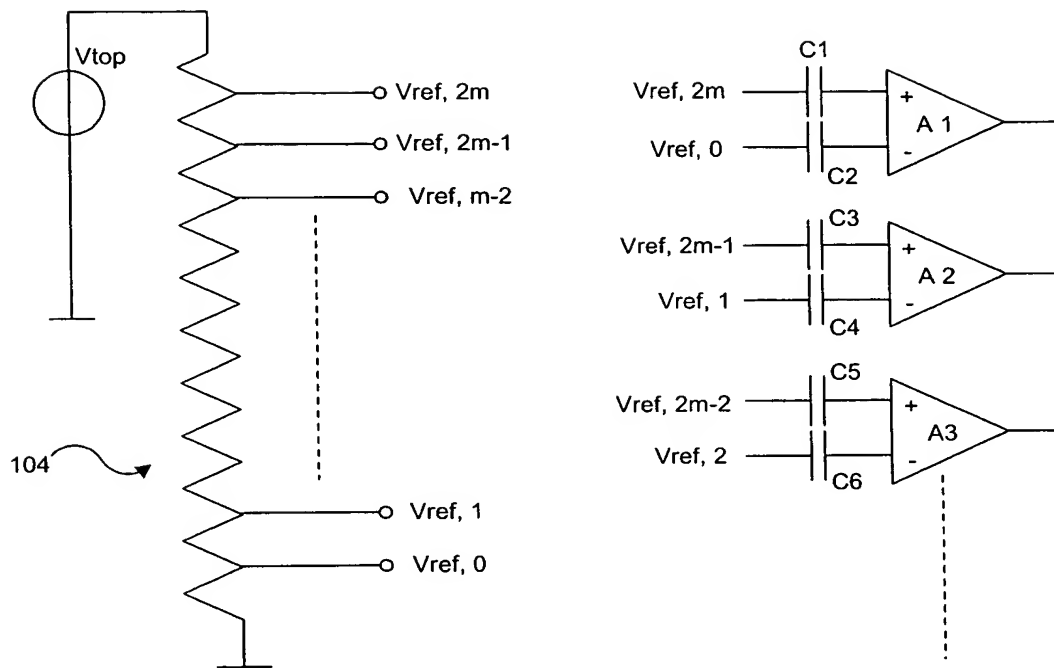 Vtop
Vref, 2m
Vref, 2m-1
Vref, m-2
104
Vref, 1
Vref, 0
C1
Vref, 2m
+
A 1
Vref, 0
-
C2
C3
Vref, 2m-1
+
A 2
Vref, 1
-
C4
C5
Vref, 2m-2
+
A3
Vref, 2
-
C6